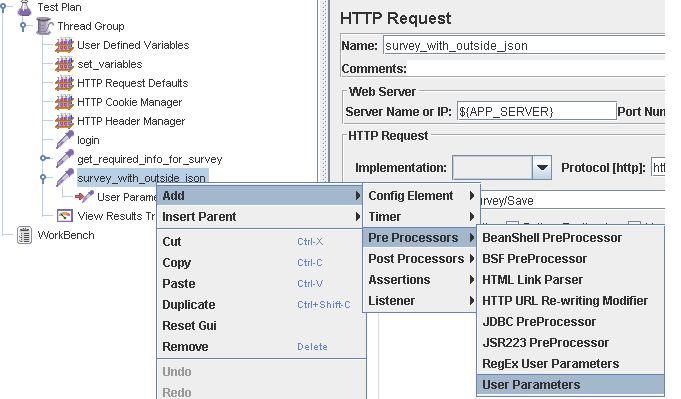 Test Plan
Thread Group
User Defined Variables
set_variables
HTTP Request Defaults
HTTP Cookie Manager
HTTP Header Manager
login
get_required_info_for_survey
survey_with_outside_json
User Parame
View Results Tr
WorkBench
HTTP Request
Name: survey_with_outside_json
Comments:
Web Server
Server Name or IP: ${APP_SERVER} Port Num
HTTP Request
Implementation: Protocol [http]: htt
urvey/Save
Add
Insert Parent
Cut Ctrl-X
Copy Ctrl-C
Paste Ctrl-V
Duplicate Ctrl+Shift-C
Reset Gui
Remove Delete
Undo
Redo
Config Element
Timer
Pre Processors
Post Processors
Assertions
Listener
BeanShell PreProcessor
BSF PreProcessor
HTML Link Parser
HTTP URL Re-writing Modifier
JDBC PreProcessor
JSR223 PreProcessor
RegEx User Parameters
User Parameters